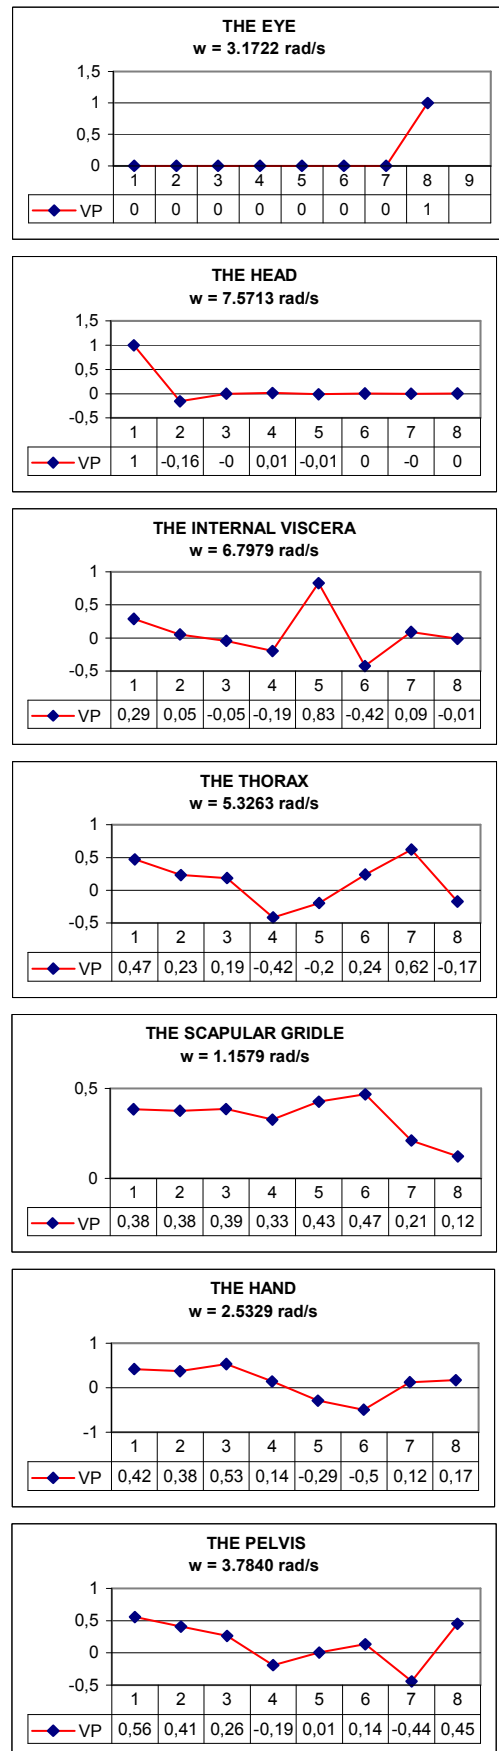 THE EYE
w = 3.1722 rad/s
1,5
1
0,5
0
1 2 3 4 5 6 7 8 9
VP 0 0 0 0 0 0 0 1
THE HEAD
w = 7.5713 rad/s
1,5
1
0,5
0
-0,5
1 2 3 4 5 6 7 8
VP 1 -0,16 -0 0,01 -0,01 0 -0 0
THE INTERNAL VISCERA
w = 6.7979 rad/s
1
0,5
0
-0,5
1 2 3 4 5 6 7 8
VP 0,29 0,05 -0,05 -0,19 0,83 -0,42 0,09 -0,01
THE THORAX
w = 5.3263 rad/s
1
0,5
0
-0,5
1 2 3 4 5 6 7 8
VP 0,47 0,23 0,19 -0,42 -0,2 0,24 0,62 -0,17
THE SCAPULAR GRIDLE
w = 1.1579 rad/s
0,5
0
1 2 3 4 5 6 7 8
VP 0,38 0,38 0,39 0,33 0,43 0,47 0,21 0,12
THE HAND
w = 2.5329 rad/s
1
0
-1
1 2 3 4 5 6 7 8
VP 0,42 0,38 0,53 0,14 -0,29 -0,5 0,12 0,17
THE PELVIS
w = 3.7840 rad/s
1
0,5
0
-0,5
1 2 3 4 5 6 7 8
VP 0,56 0,41 0,26 -0,19 0,01 0,14 -0,44 0,45